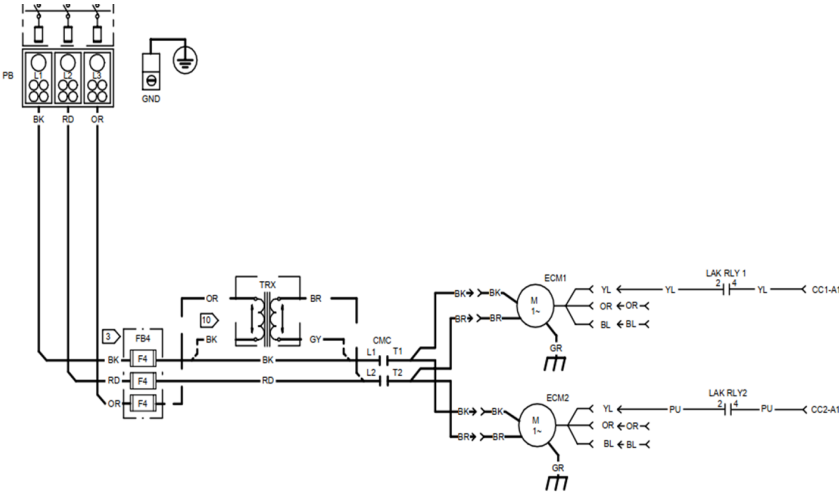 L1 L2 L3
PB
GND
BK RD OR
TRX
OR BR
10
BK GY
3 FB4
BK F4 BK
RD F4 RD
OR F4
CMC
L1 T1
L2 T2
ECM1
BK BK
M
1~
BR BR
GR
YL YL
OR OR
BL BL
LAK RLY 1
2 4
YL CC1-A1
ECM2
BK BK
M
1~
BR BR
GR
YL PU
OR OR
BL BL
LAK RLY2
2 4
PU CC2-A1